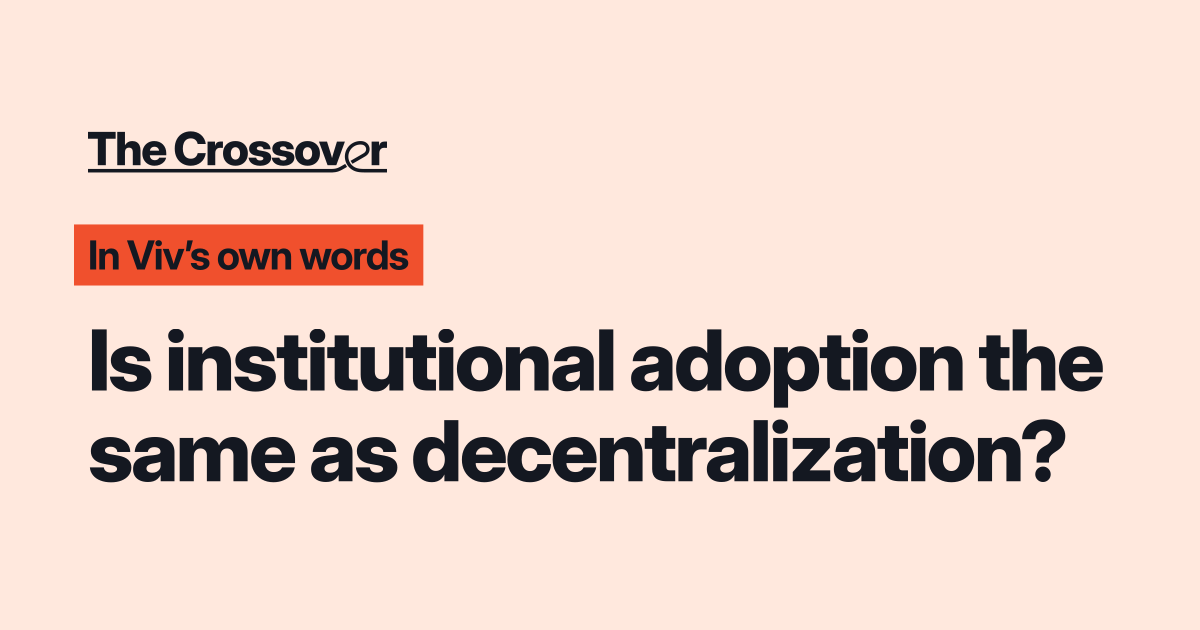 The Crossover
In Viv’s own words
Is institutional adoption the
same as decentralization?